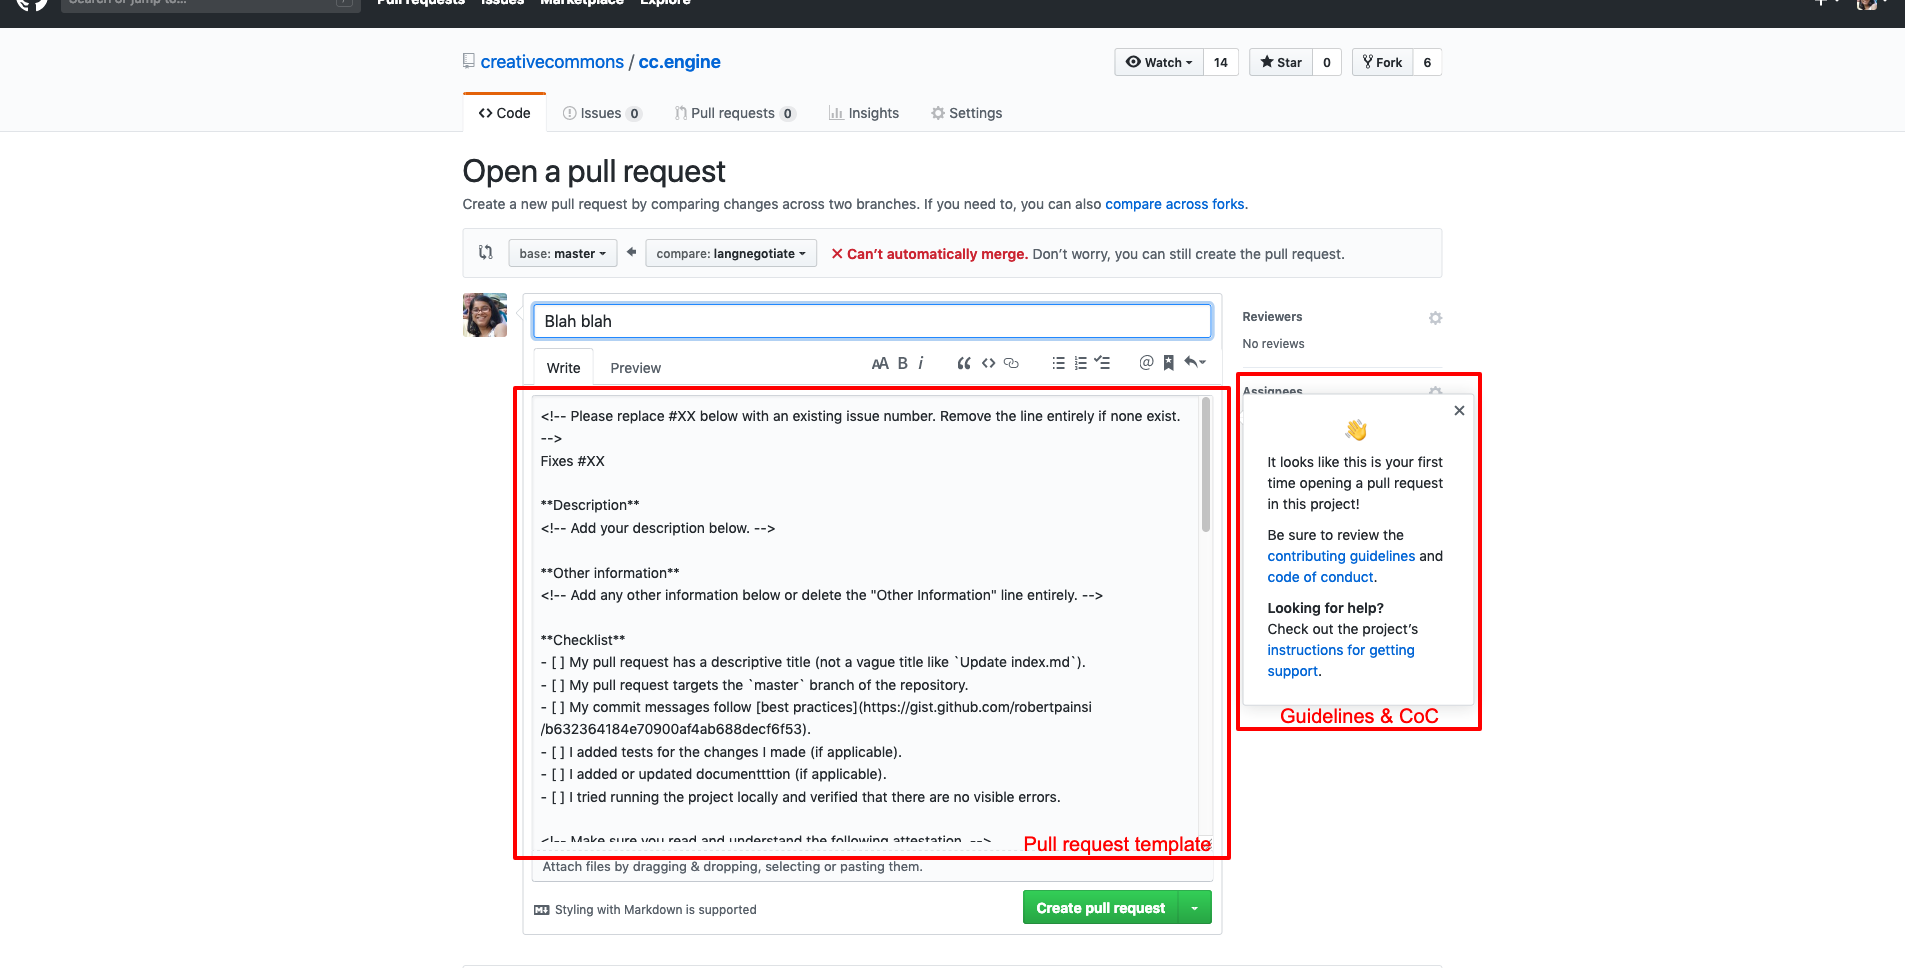 Search or jump to...
Pull requests Issues Marketplace Explore
creativecommons / cc.engine
Watch 14 Star 0 Fork 6
Code Issues 0 Pull requests 0 Insights Settings
Open a pull request
Create a new pull request by comparing changes across two branches. If you need to, you can also compare across forks.
base: master compare: langnegotiate Can’t automatically merge. Don’t worry, you can still create the pull request.
Blah blah
Write Preview
<!-- Please replace #XX below with an existing issue number. Remove the line entirely if none exist.
-->
Fixes #XX
**Description**
<!-- Add your description below. -->
**Other information**
<!-- Add any other information below or delete the "Other Information" line entirely. -->
**Checklist**
- [ ] My pull request has a descriptive title (not a vague title like `Update index.md`).
- [ ] My pull request targets the `master` branch of the repository.
- [ ] My commit messages follow [best practices](https://gist.github.com/robertpainsi
/b632364184e70900af4ab688decf6f53).
- [ ] I added tests for the changes I made (if applicable).
- [ ] I added or updated documentttion (if applicable).
- [ ] I tried running the project locally and verified that there are no visible errors.
<!-- Make sure you read and understand the following attestation. -->
Pull request template
Attach files by dragging & dropping, selecting or pasting them.
Styling with Markdown is supported
Create pull request
Reviewers
No reviews
Assignees
It looks like this is your first
time opening a pull request
in this project!
Be sure to review the
contributing guidelines and
code of conduct.
Looking for help?
Check out the project’s
instructions for getting
support.
Guidelines & CoC